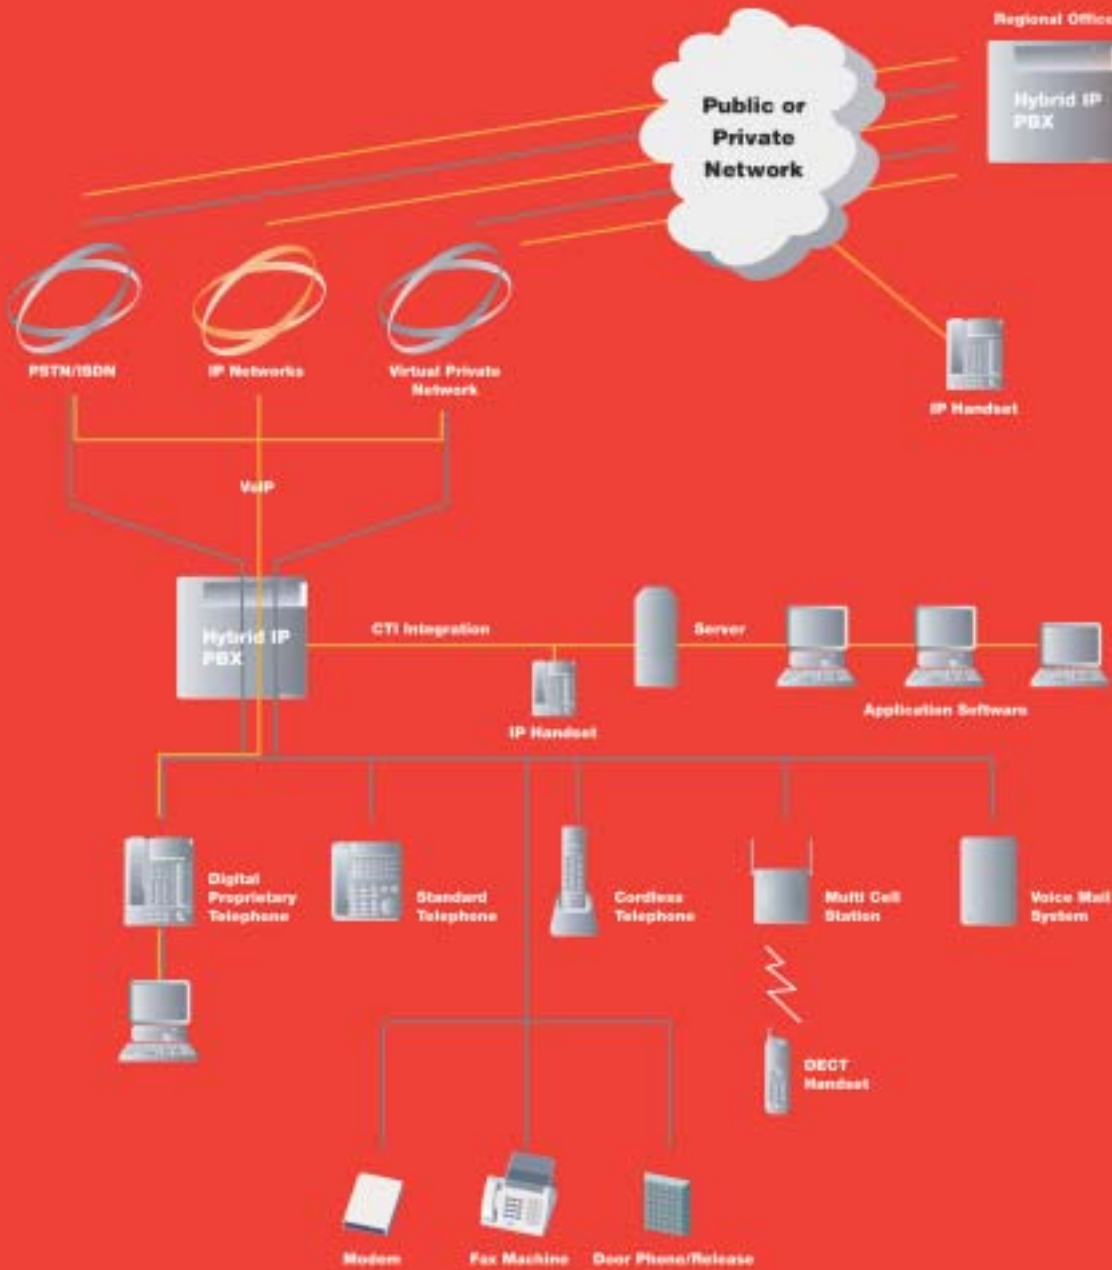 Regional Office
Public or
Private
Network
Hybrid IP
PBX
PSTN/ISDN
IP Networks
Virtual Private
Network
IP Handset
VoIP
Hybrid IP
PBX
CTI Integration
Server
IP Handset
Application Software
Digital
Proprietary
Telephone
Standard
Telephone
Cordless
Telephone
Multi Cell
Station
Voice Mail
System
DECT
Handset
Modem
Fax Machine
Door Phone/Release